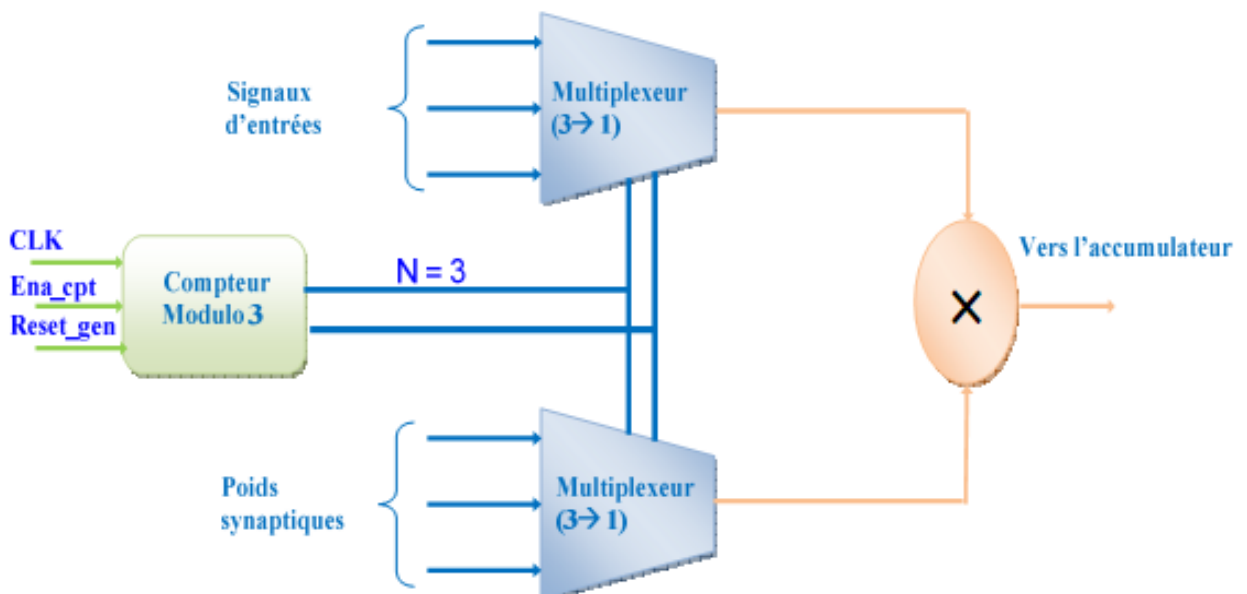 Signaux
d'entrées
Multiplexeur
(3→1)
CLK
Ena_cpt
Reset_gen
Compteur
Modulo 3
N = 3
×
Vers l'accumulateur
Poids
synaptiques
Multiplexeur
(3→1)